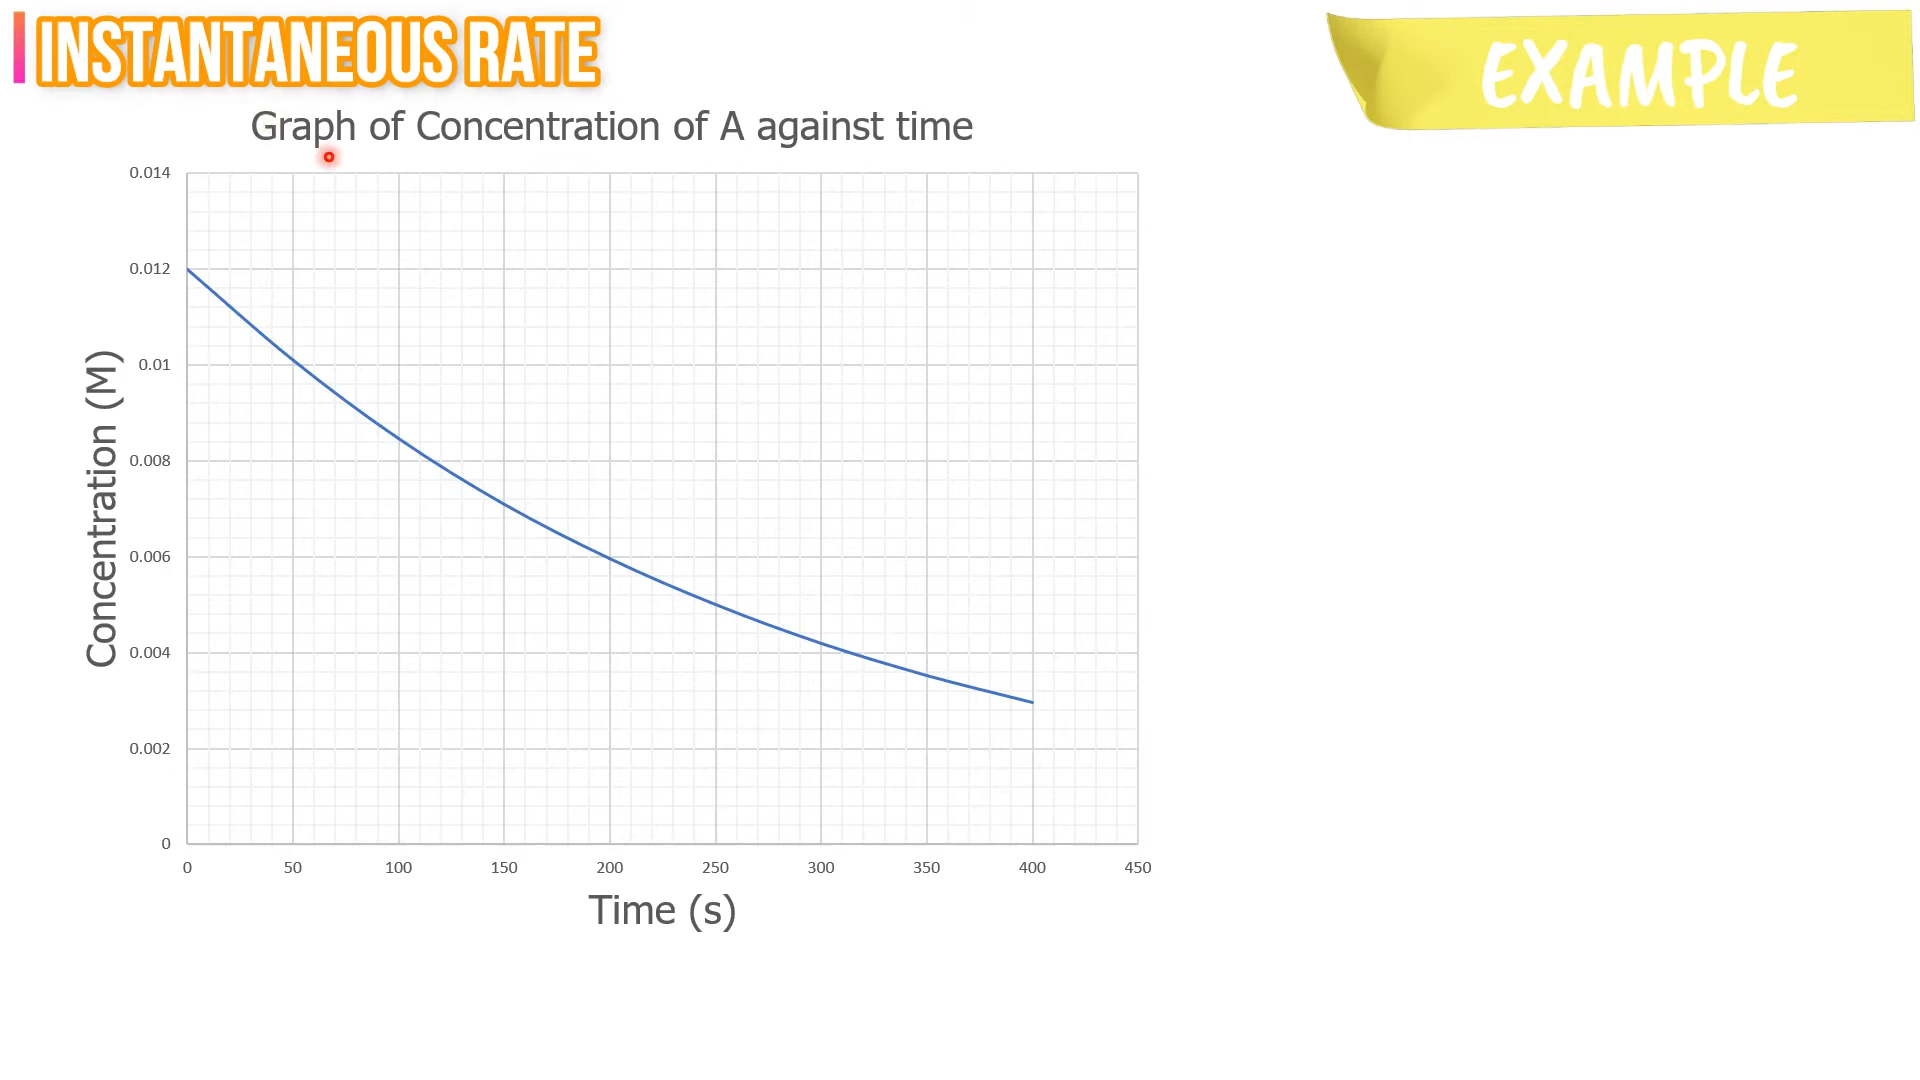 INSTANTANEOUS RATE
EXAMPLE
Graph of Concentration of A against time
0.014
0.012
0.01
0.008
0.006
0.004
0.002
0
Concentration (M)
0 50 100 150 200 250 300 350 400 450
Time (s)